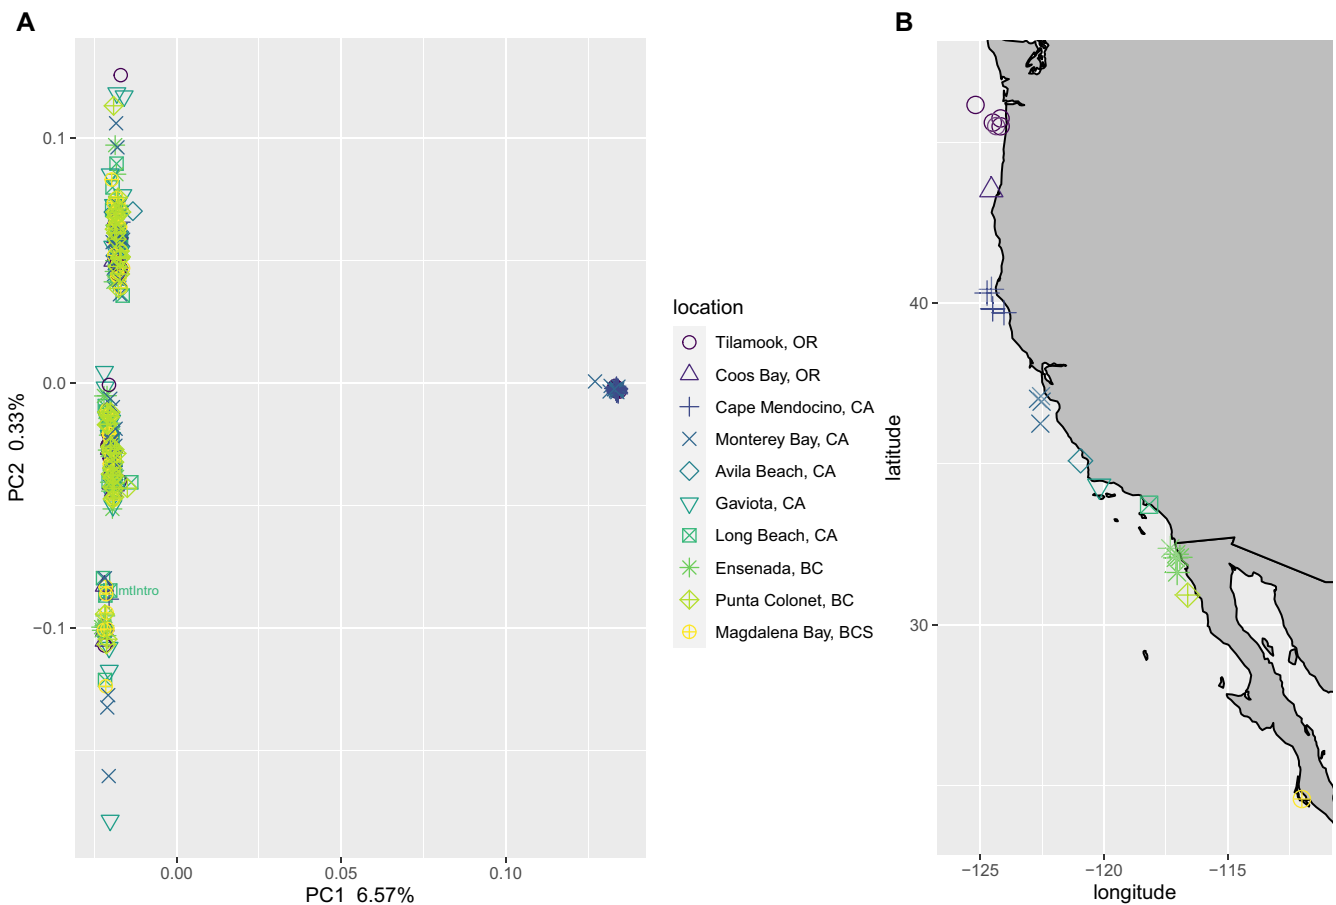 A
0.1
0.0
−0.1
PC2 0.33%
mtIntro
0.00
0.05
0.10
PC1 6.57%
location
Tilamook, OR
Coos Bay, OR
Cape Mendocino, CA
Monterey Bay, CA
Avila Beach, CA
Gaviota, CA
Long Beach, CA
Ensenada, BC
Punta Colonet, BC
Magdalena Bay, BCS
B
40
30
latitude
−125
−120
−115
longitude